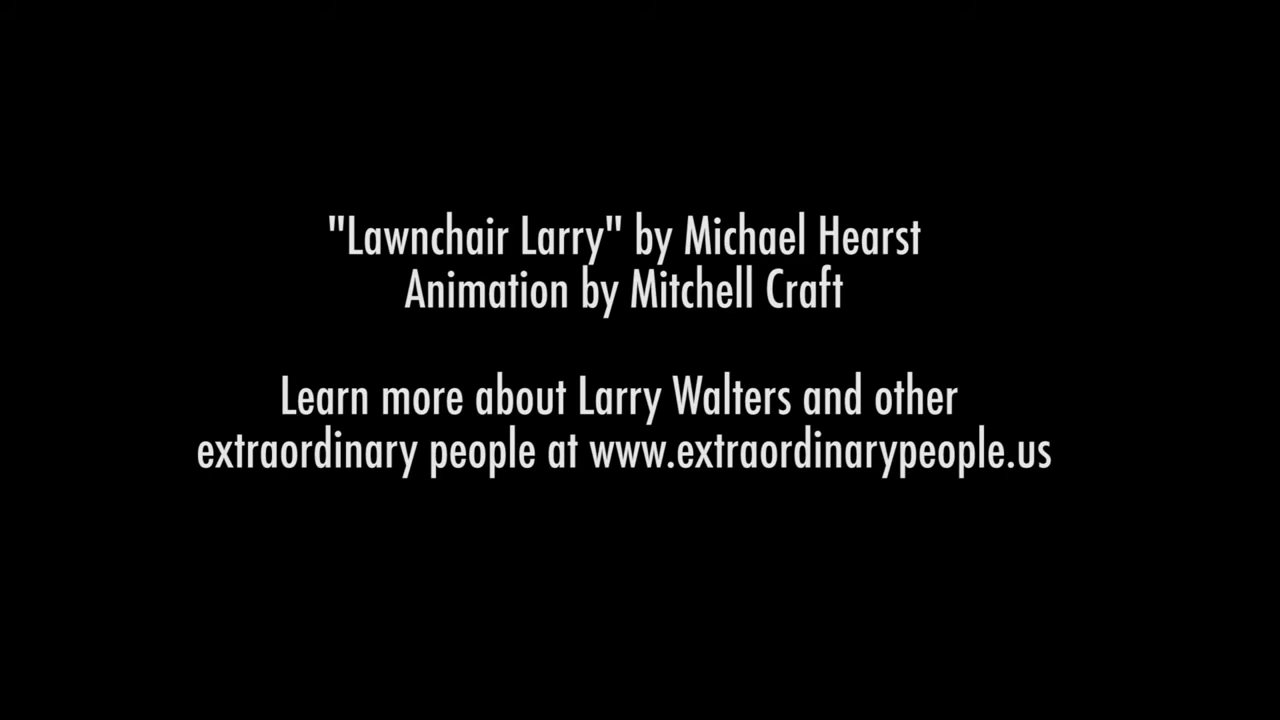 "Lawnchair Larry" by Michael Hearst
Animation by Mitchell Craft
Learn more about Larry Walters and other
extraordinary people at www.extraordinarypeople.us